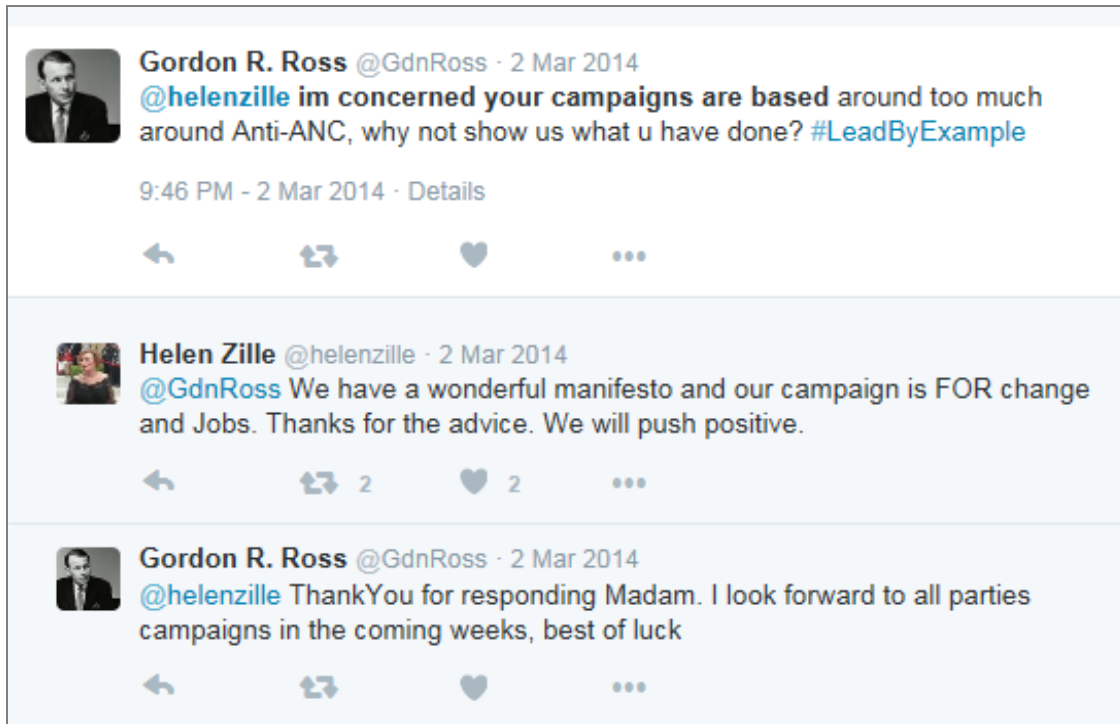 Gordon R. Ross @GdnRoss · 2 Mar 2014
@helenzille im concerned your campaigns are based around too much
around Anti-ANC, why not show us what u have done? #LeadByExample
9:46 PM - 2 Mar 2014 · Details
Helen Zille @helenzille · 2 Mar 2014
@GdnRoss We have a wonderful manifesto and our campaign is FOR change
and Jobs. Thanks for the advice. We will push positive.
2 2
Gordon R. Ross @GdnRoss · 2 Mar 2014
@helenzille ThankYou for responding Madam. I look forward to all parties
campaigns in the coming weeks, best of luck